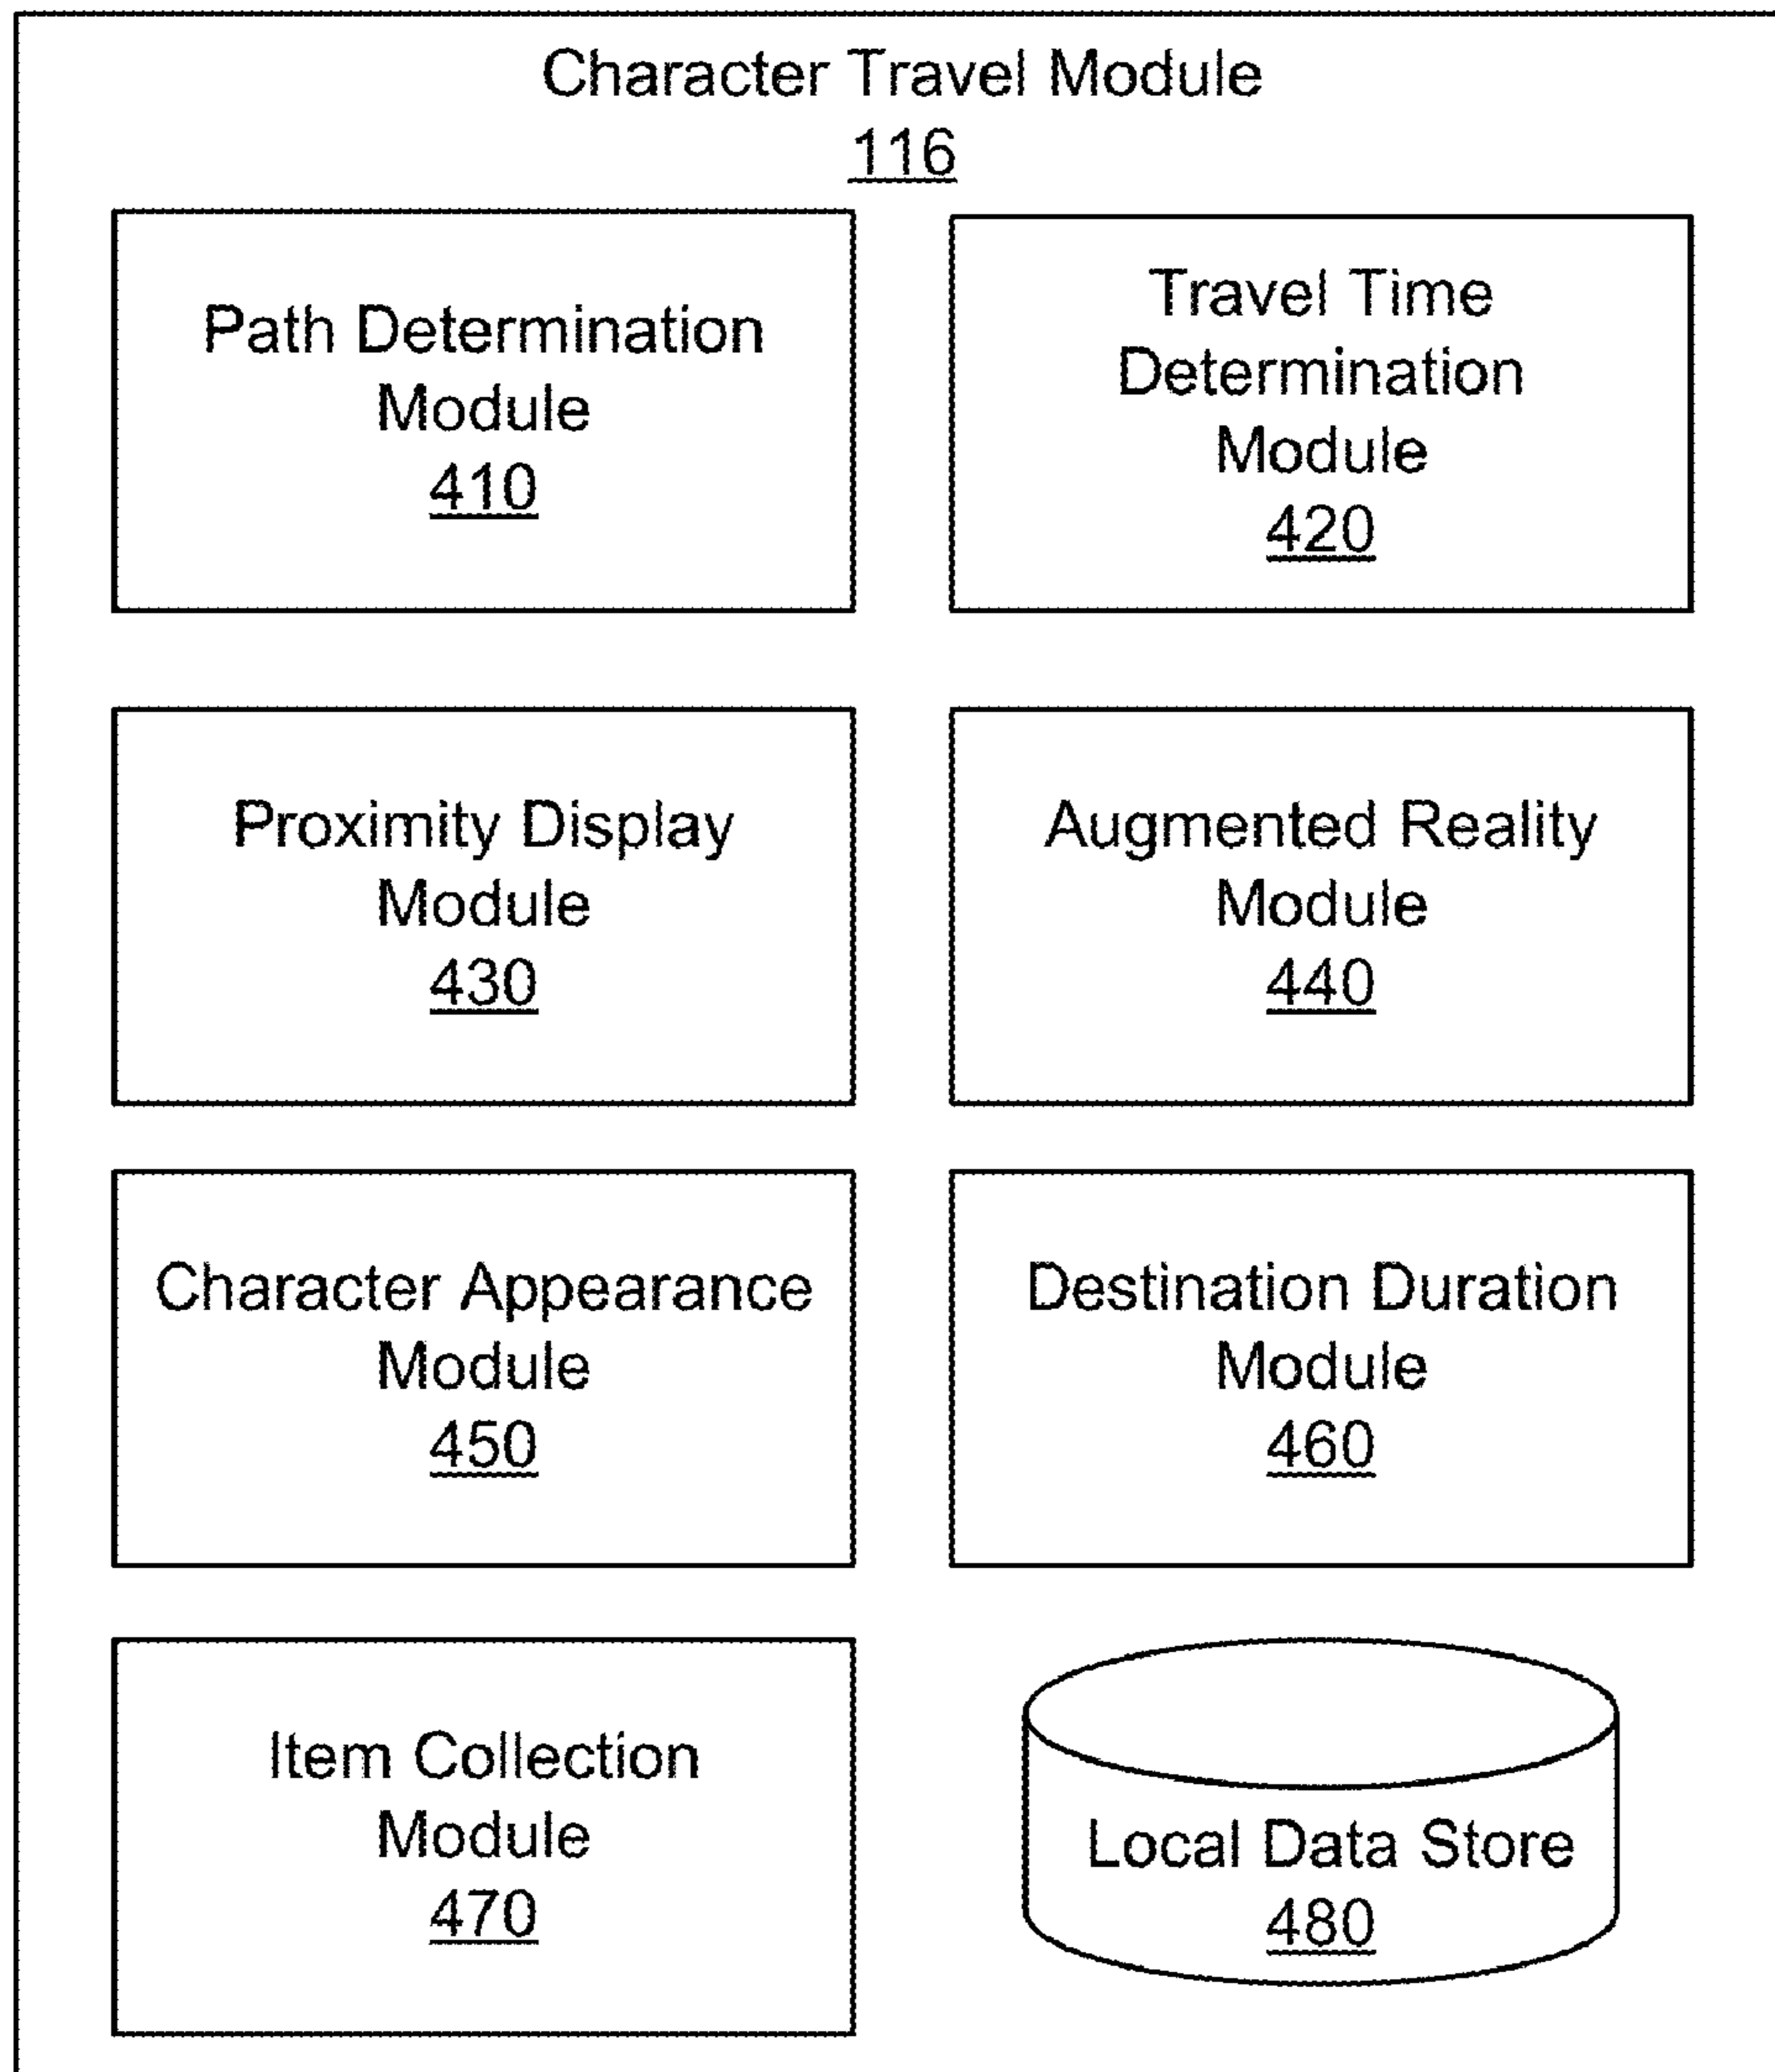 Character Travel Module
116
Path Determination
Module
410
Travel Time
Determination
Module
420
Proximity Display
Module
430
Augmented Reality
Module
440
Character Appearance
Module
450
Destination Duration
Module
460
Item Collection
Module
470
Local Data Store
480